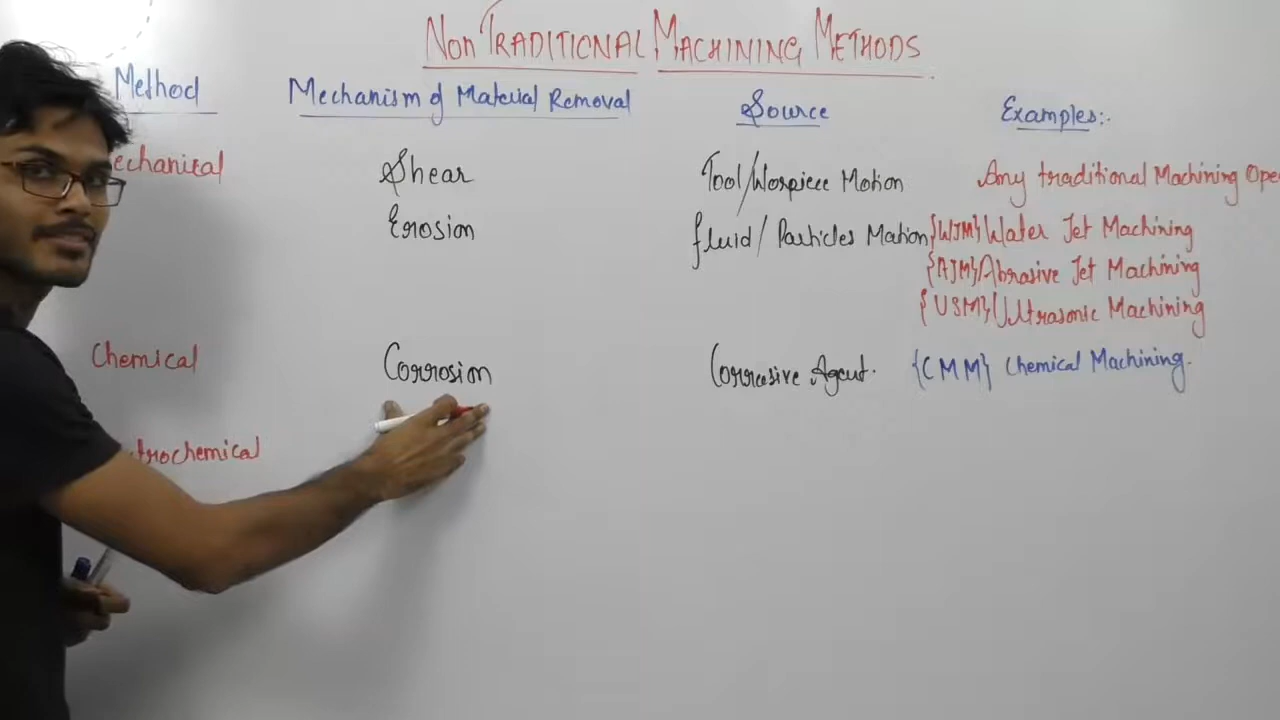 Non Traditional Machining Methods
Method Mechanism of Material Removal Source Examples:.
echanical Shear Tool/Worpiece Motion Any traditional Machining Ope
Erosion fluid/Particles Motion {WJM} Water Jet Machining
{AJM} Abrasive Jet Machining
{USM} Ultrasonic Machining
Chemical Corrosion Corrosive Agent. {CMM} Chemical Machining.
trochemical